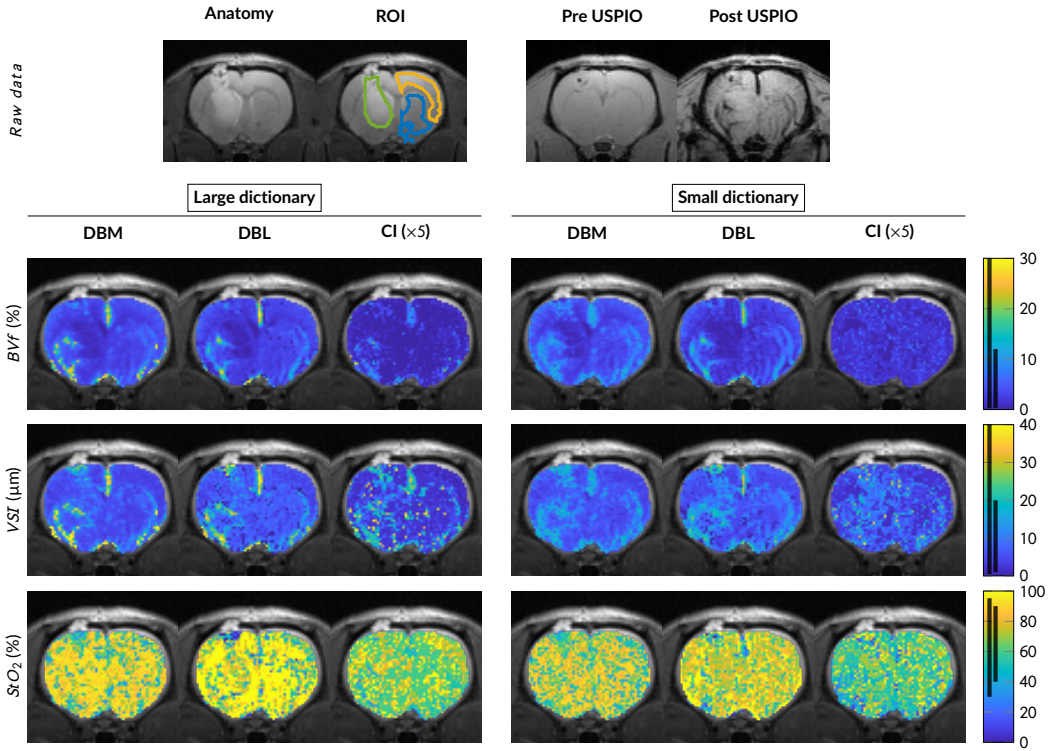 Anatomy ROI Pre USPIO Post USPIO
Raw data
Large dictionary Small dictionary
DBM DBL CI (×5) DBM DBL CI (×5)
BVf (%)
30
20
10
0
VSI (μm)
40
30
20
10
0
StO₂ (%)
100
80
60
40
20
0